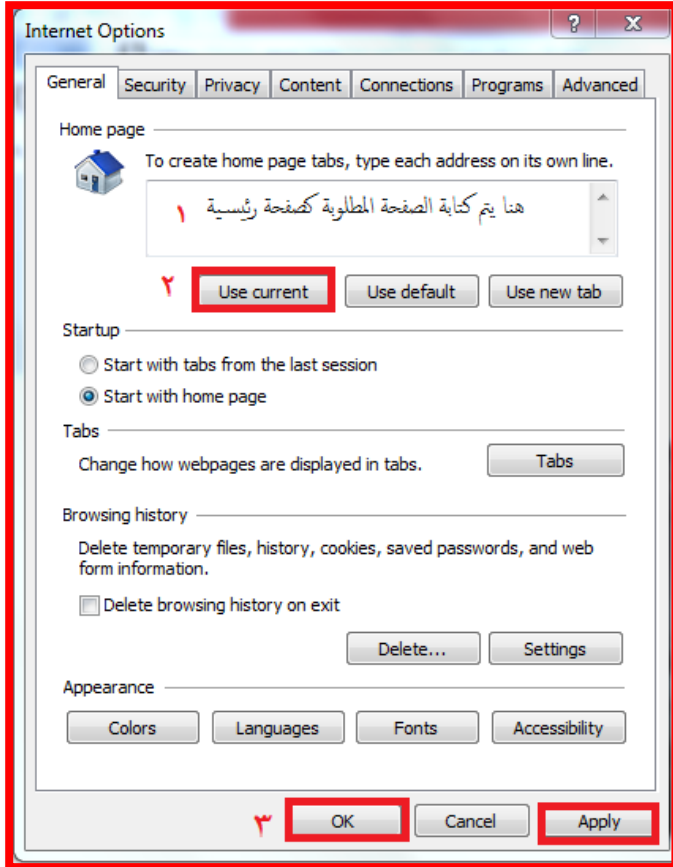 Internet Options
General Security Privacy Content Connections Programs Advanced
Home page
To create home page tabs, type each address on its own line.
هنا يتم كتابة الصفحة المطلوبة كصفحة رئيسية ١
٢ Use current Use default Use new tab
Startup
Start with tabs from the last session
Start with home page
Tabs
Change how webpages are displayed in tabs. Tabs
Browsing history
Delete temporary files, history, cookies, saved passwords, and web
form information.
Delete browsing history on exit
Delete... Settings
Appearance
Colors Languages Fonts Accessibility
٣ OK Cancel Apply